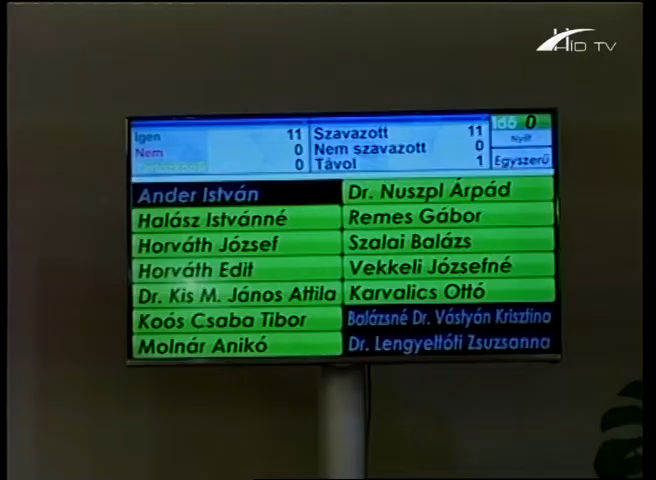 HÍD TV
Igen 11
Nem 0
0
Szavazott 11
Nem szavazott 0
Távol 1
Idő 0
Nyílt
Egyszerű
Ander István
Halász Istvánné
Horváth József
Horváth Edit
Dr. Kis M. János Attila
Koós Csaba Tibor
Molnár Anikó
Dr. Nuszpl Árpád
Remes Gábor
Szalai Balázs
Vekkeli Józsefné
Karvalics Ottó
Balázsné Dr. Vástyán Krisztina
Dr. Lengyeltóti Zsuzsanna